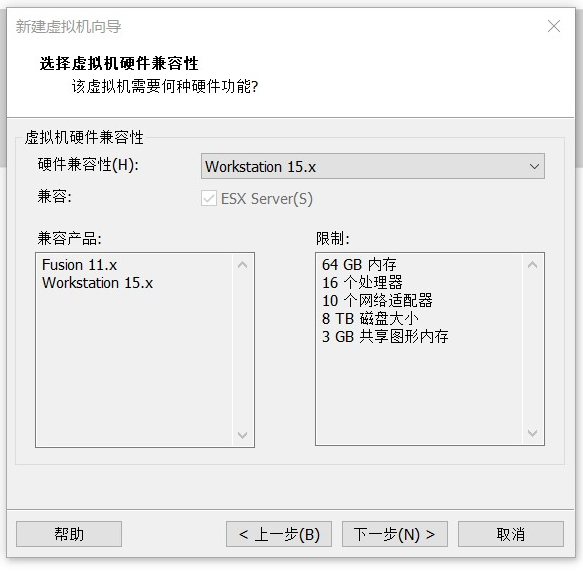 新建虚拟机向导
选择虚拟机硬件兼容性
该虚拟机需要何种硬件功能?
虚拟机硬件兼容性
硬件兼容性(H):
Workstation 15.x
兼容:
ESX Server(S)
兼容产品:
Fusion 11.x
Workstation 15.x
限制:
64 GB 内存
16 个处理器
10 个网络适配器
8 TB 磁盘大小
3 GB 共享图形内存
帮助
< 上一步(B)
下一步(N) >
取消